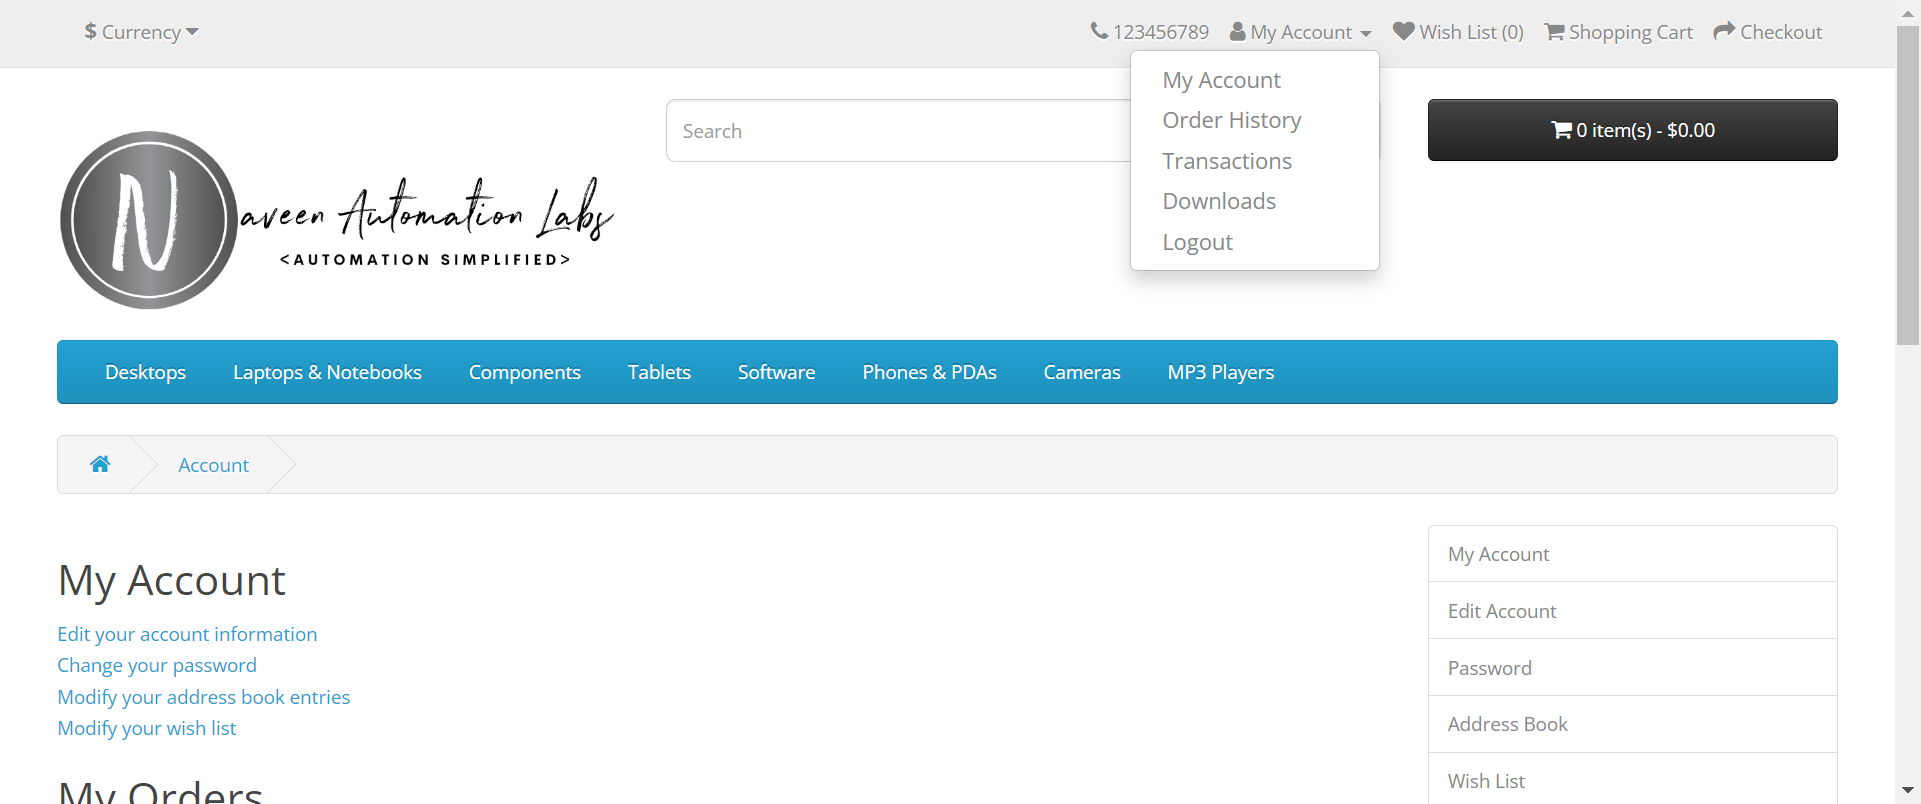 $ Currency
123456789 My Account Wish List (0) Shopping Cart Checkout
My Account
Order History
Transactions
Downloads
Logout
Search
0 item(s) - $0.00
N
aveen Automation Labs
<AUTOMATION SIMPLIFIED>
Desktops Laptops & Notebooks Components Tablets Software Phones & PDAs Cameras MP3 Players
Account
My Account
Edit your account information
Change your password
Modify your address book entries
Modify your wish list
My Orders
My Account
Edit Account
Password
Address Book
Wish List